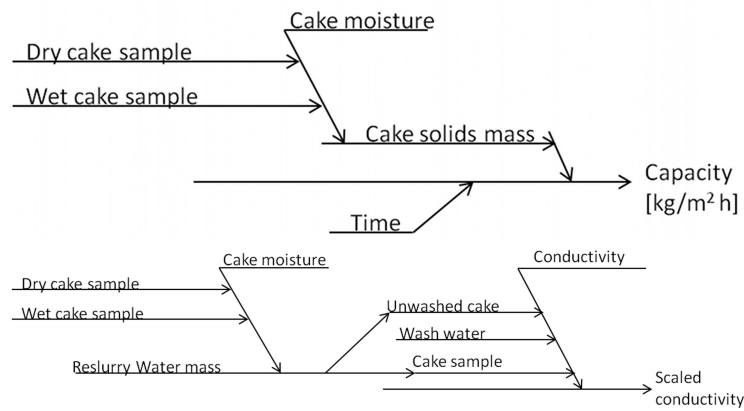 Cake moisture
Dry cake sample
Wet cake sample
Cake solids mass
Capacity
[kg/m² h]
Time
Cake moisture
Conductivity
Dry cake sample
Unwashed cake
Wet cake sample
Wash water
Reslurry Water mass
Cake sample
Scaled
conductivity